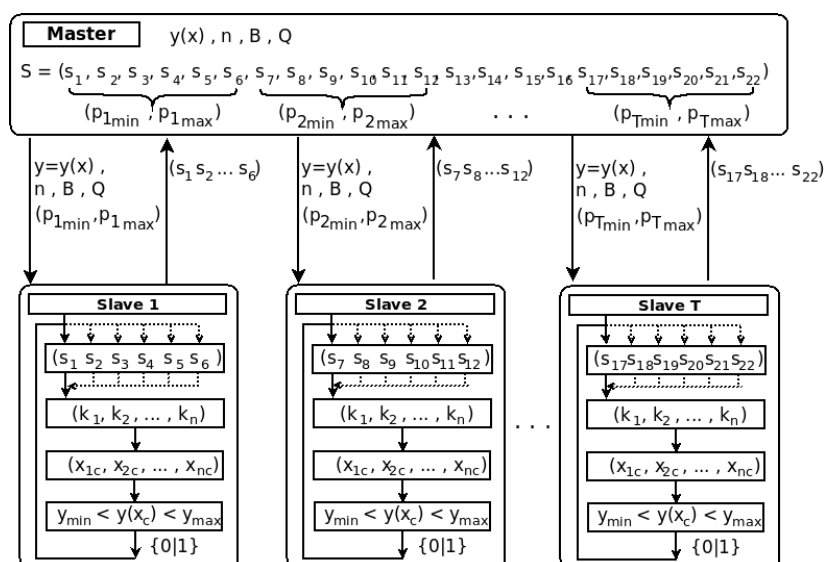 Master y(x) , n , B , Q
S = (s1, s2, s3, s4, s5, s6, s7, s8, s9, s10, s11, s12, s13, s14, s15, s16, s17, s18, s19, s20, s21, s22)
(p1min , p1max) (p2min , p2max) . . . (pTmin , pTmax)
y=y(x) ,
n , B , Q
(p1min,p1max)
(s1 s2 ... s6)
y=y(x) ,
n , B , Q
(p2min,p2max)
(s7 s8 ...s12)
y=y(x) ,
n, B , Q
(pTmin,pTmax)
(s17s18... s22)
Slave 1
(s1 s2 s3 s4 s5 s6 )
(k1, k2, ... , kn)
(x1c, x2c, ... , xnc)
ymin < y(xc) < ymax
{0|1}
Slave 2
(s7 s8 s9 s10 s11 s12 )
(k1, k2, ... , kn)
(x1c, x2c, ... , xnc)
ymin < y(xc) < ymax
{0|1}
. . .
Slave T
(s17s18s19s20s21s22 )
(k1, k2, ... , kn)
(x1c, x2c, ... , xnc)
ymin < y(xc) < ymax
{0|1}